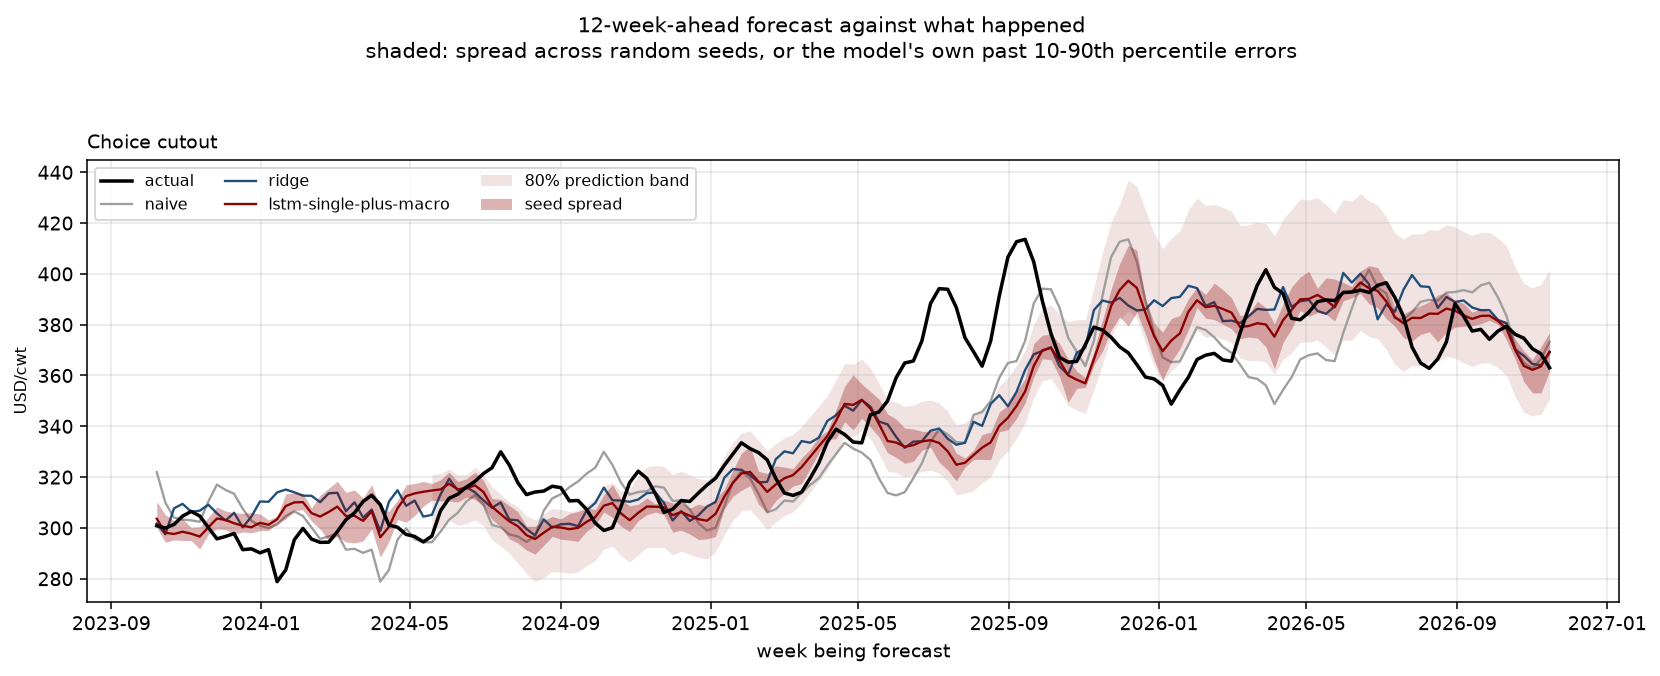 12-week-ahead forecast against what happened
shaded: spread across random seeds, or the model's own past 10-90th percentile errors
Choice cutout
actual
naive
ridge
lstm-single-plus-macro
80% prediction band
seed spread
USD/cwt
440
420
400
380
360
340
320
300
280
2023-09
2024-01
2024-05
2024-09
2025-01
2025-05
2025-09
2026-01
2026-05
2026-09
2027-01
week being forecast